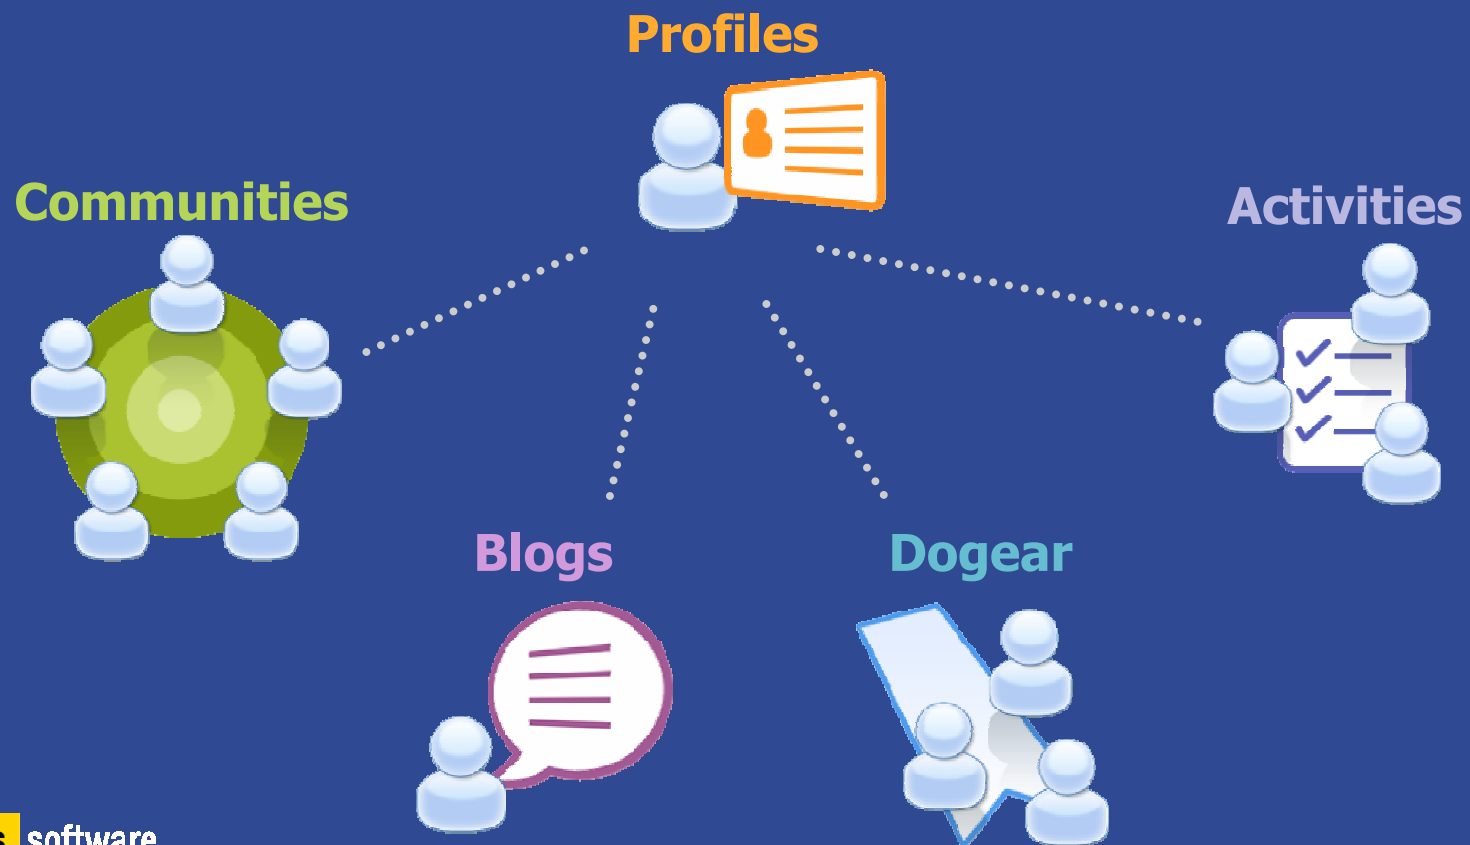 Profiles
Communities
Activities
Blogs
Dogear
software